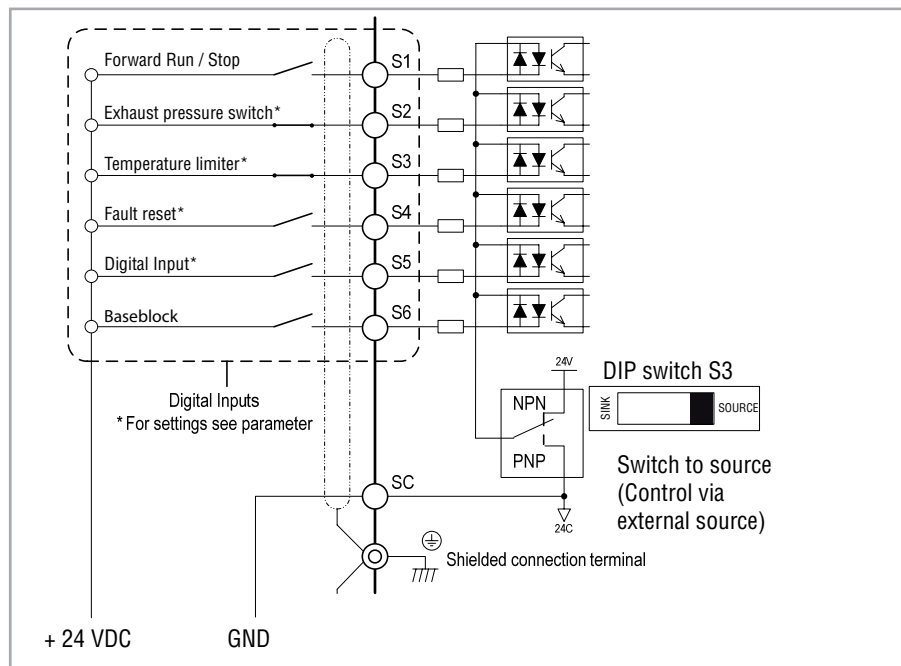 Forward Run / Stop
S1
Exhaust pressure switch*
S2
Temperature limiter*
S3
Fault reset*
S4
Digital Input*
S5
Baseblock
S6
Digital Inputs
* For settings see parameter
24V
NPN
PNP
24C
DIP switch S3
SINK
SOURCE
Switch to source
(Control via
external source)
SC
Shielded connection terminal
+ 24 VDC
GND